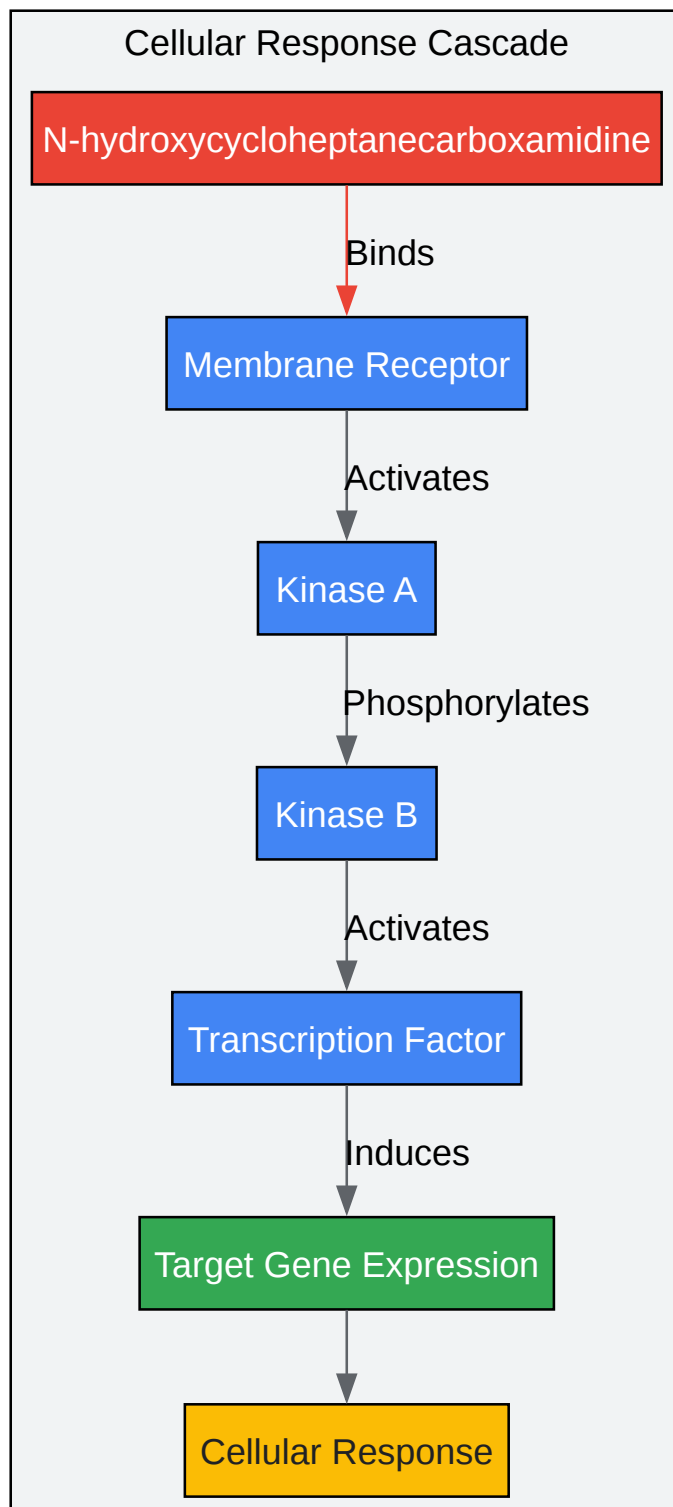 Cellular Response Cascade
N-hydroxycycloheptanecarboxamidine
Binds
Membrane Receptor
Activates
Kinase A
Phosphorylates
Kinase B
Activates
Transcription Factor
Induces
Target Gene Expression
Cellular Response